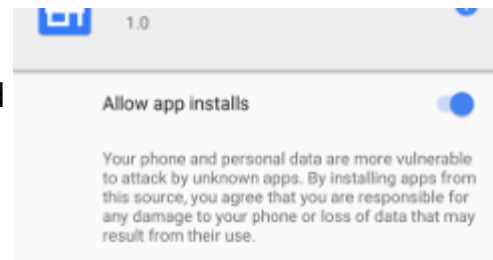 1.0
Allow app installs
Your phone and personal data are more vulnerable
to attack by unknown apps. By installing apps from
this source, you agree that you are responsible for
any damage to your phone or loss of data that may
result from their use.